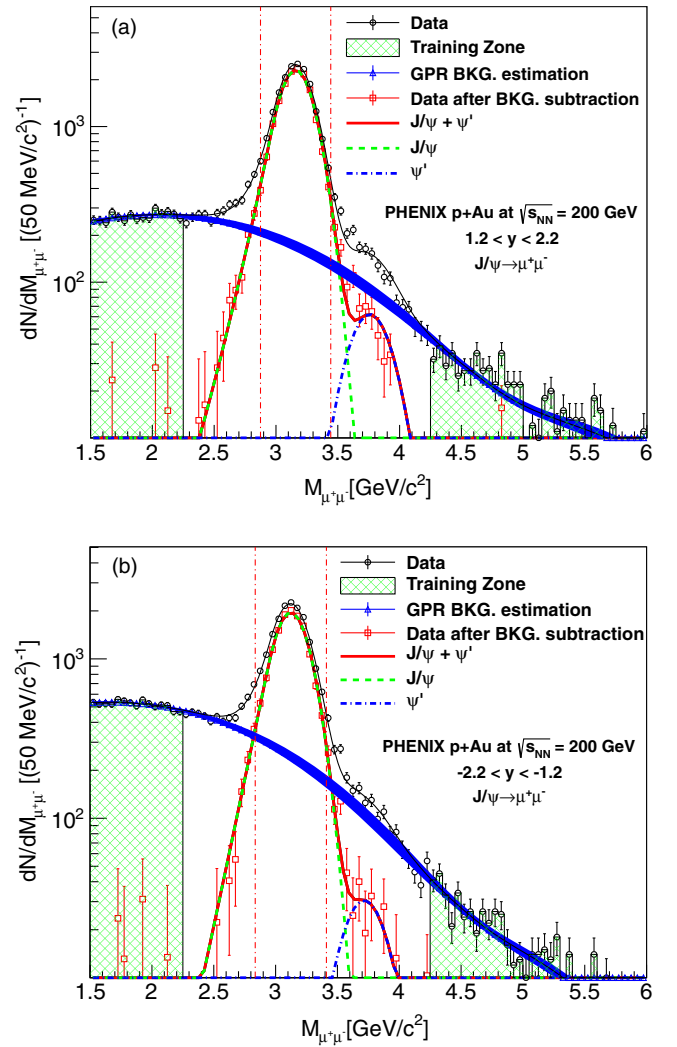 (a)
Data
Training Zone
GPR BKG. estimation
Data after BKG. subtraction
J/ψ + ψ'
J/ψ
ψ'
PHENIX p+Au at √s_NN = 200 GeV
1.2 < y < 2.2
J/ψ→μ⁺μ⁻
dN/dM_μ⁺μ⁻ [(50 MeV/c²)⁻¹]
10³
10²
1.5 2 2.5 3 3.5 4 4.5 5 5.5 6
M_μ⁺μ⁻[GeV/c²]
(b)
Data
Training Zone
GPR BKG. estimation
Data after BKG. subtraction
J/ψ + ψ'
J/ψ
ψ'
PHENIX p+Au at √s_NN = 200 GeV
-2.2 < y < -1.2
J/ψ→μ⁺μ⁻
dN/dM_μ⁺μ⁻ [(50 MeV/c²)⁻¹]
10³
10²
1.5 2 2.5 3 3.5 4 4.5 5 5.5 6
M_μ⁺μ⁻[GeV/c²]